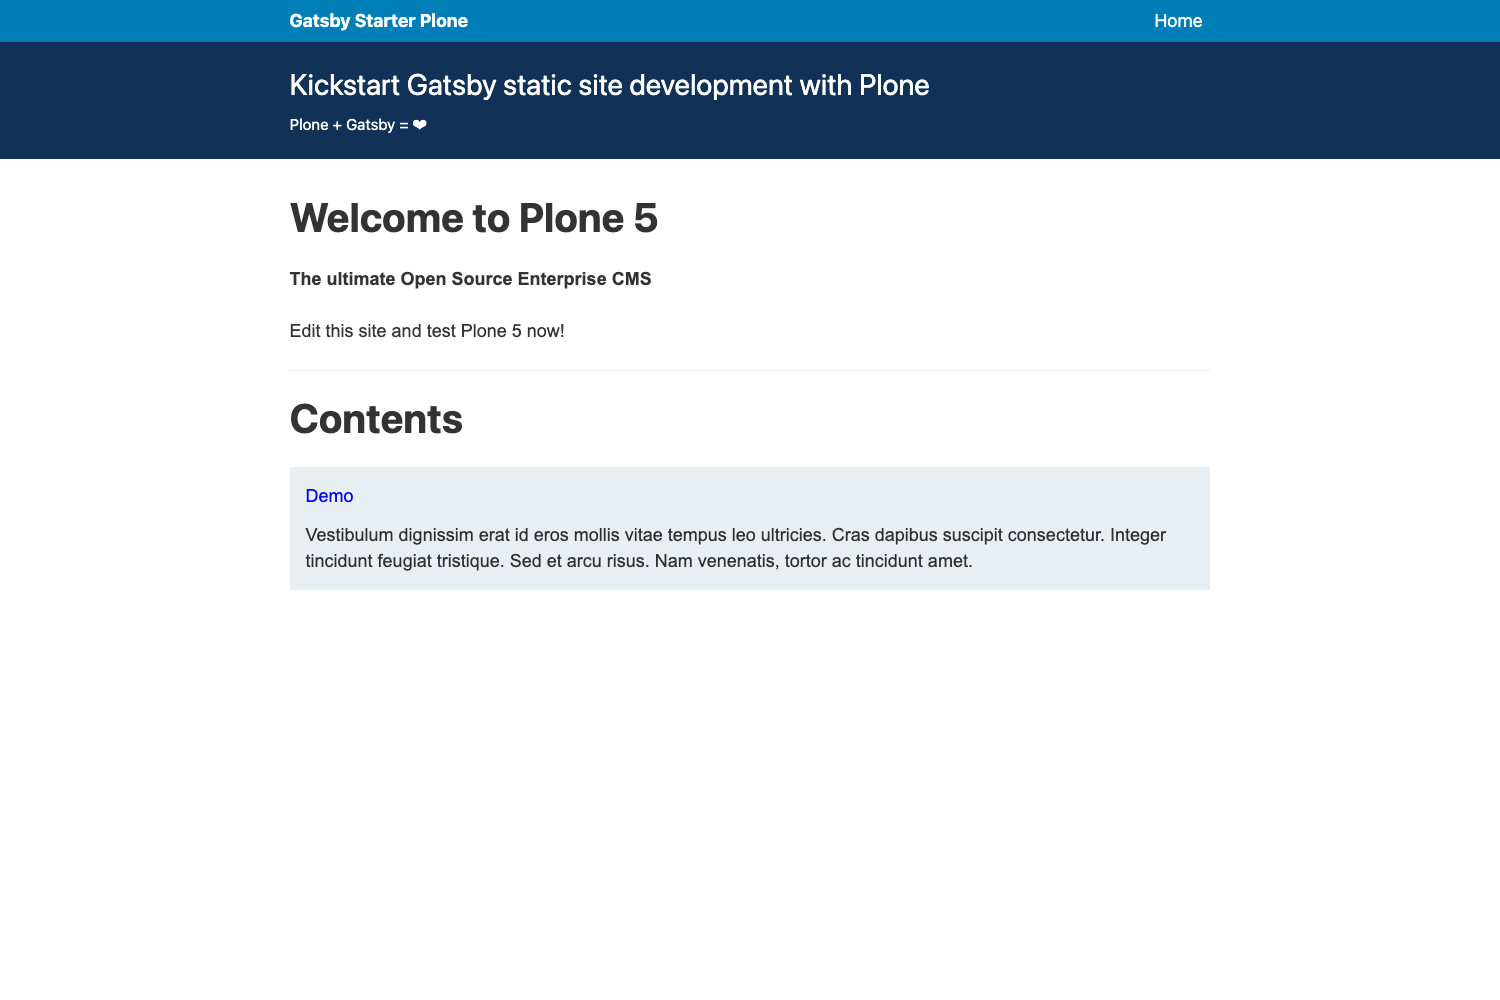 Gatsby Starter Plone
Home
Kickstart Gatsby static site development with Plone
Plone + Gatsby = ❤
Welcome to Plone 5
The ultimate Open Source Enterprise CMS
Edit this site and test Plone 5 now!
Contents
Demo
Vestibulum dignissim erat id eros mollis vitae tempus leo ultricies. Cras dapibus suscipit consectetur. Integer
tincidunt feugiat tristique. Sed et arcu risus. Nam venenatis, tortor ac tincidunt amet.